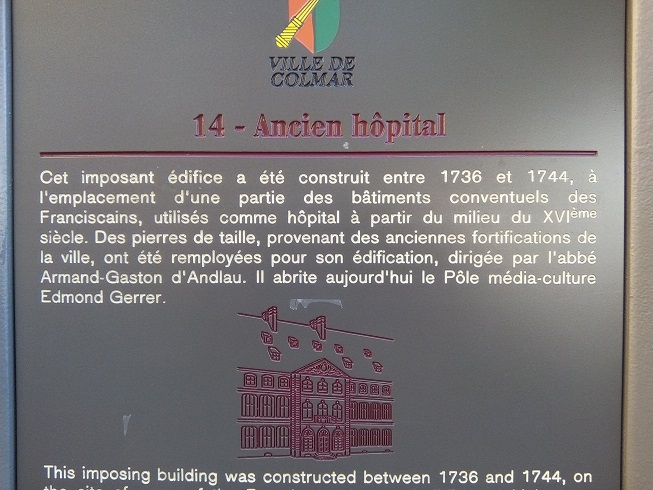 VILLE DE
COLMAR
14 - Ancien hôpital
Cet imposant édifice a été construit entre 1736 et 1744, à
l'emplacement d'une partie des bâtiments conventuels des
Franciscains, utilisés comme hôpital à partir du milieu du XVIème
siècle. Des pierres de taille, provenant des anciennes fortifications de
la ville, ont été remployées pour son édification, dirigée par l'abbé
Armand-Gaston d'Andlau. Il abrite aujourd'hui le Pôle média-culture
Edmond Gerrer.
This imposing building was constructed between 1736 and 1744, on